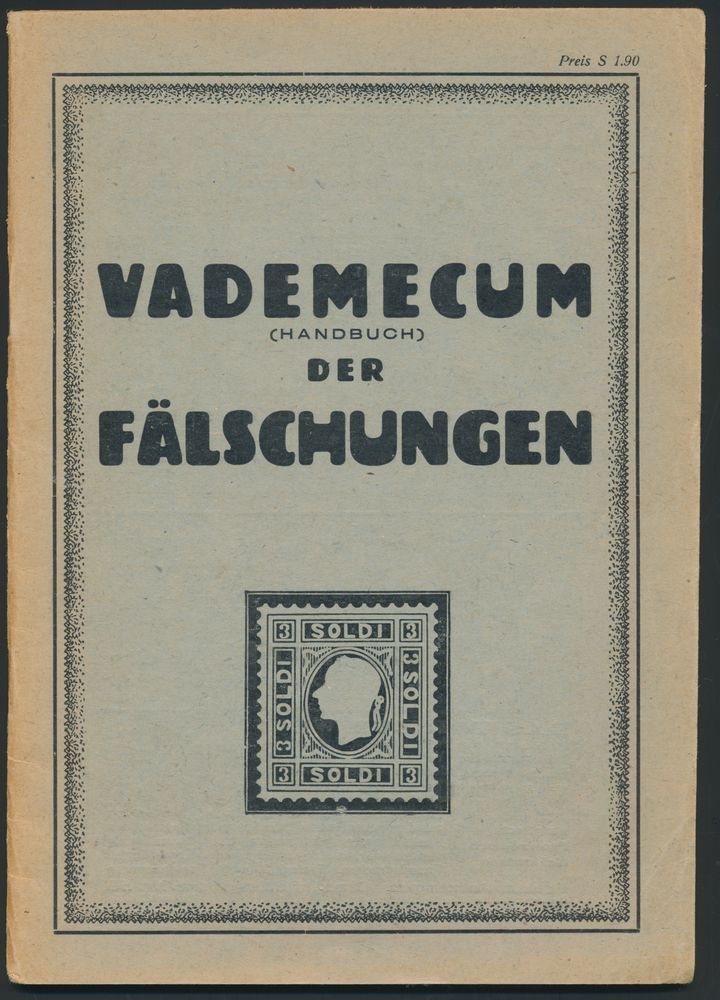 Preis S 1.90
VADEMECUM
(HANDBUCH)
DER
FÄLSCHUNGEN
3 SOLDI 3
3 SOLDI
3 SOLDI
3 SOLDI 3